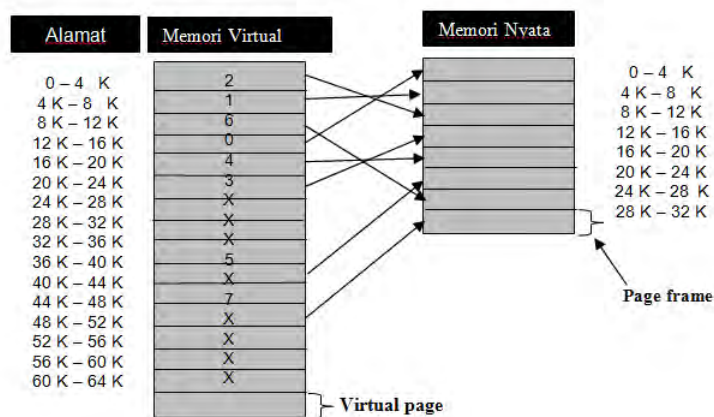 Alamat
Memori Virtual
Memori Nyata
0 – 4 K
4 K – 8 K
8 K – 12 K
12 K – 16 K
16 K – 20 K
20 K – 24 K
24 K – 28 K
28 K – 32 K
32 K – 36 K
36 K – 40 K
40 K – 44 K
44 K – 48 K
48 K – 52 K
52 K – 56 K
56 K – 60 K
60 K – 64 K
2
1
6
0
4
3
X
X
X
5
X
7
X
X
X
X
0 – 4 K
4 K – 8 K
8 K – 12 K
12 K – 16 K
16 K – 20 K
20 K – 24 K
24 K – 28 K
28 K – 32 K
Page frame
Virtual page